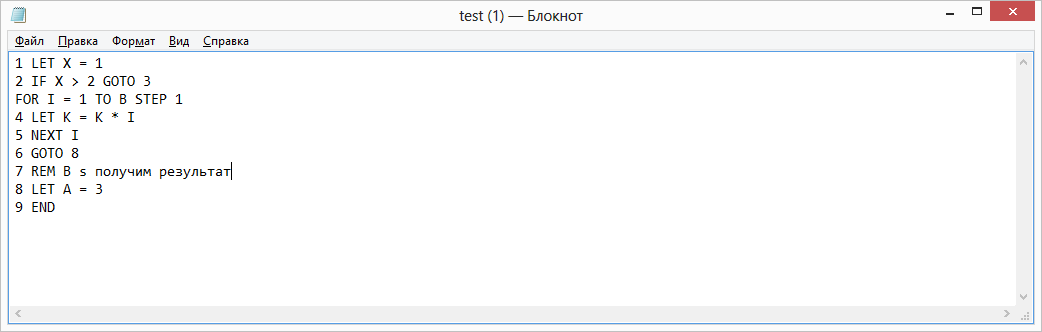 test (1) — Блокнот
Файл Правка Формат Вид Справка
1 LET X = 1
2 IF X > 2 GOTO 3
FOR I = 1 TO B STEP 1
4 LET K = K * I
5 NEXT I
6 GOTO 8
7 REM B s получим результат
8 LET A = 3
9 END